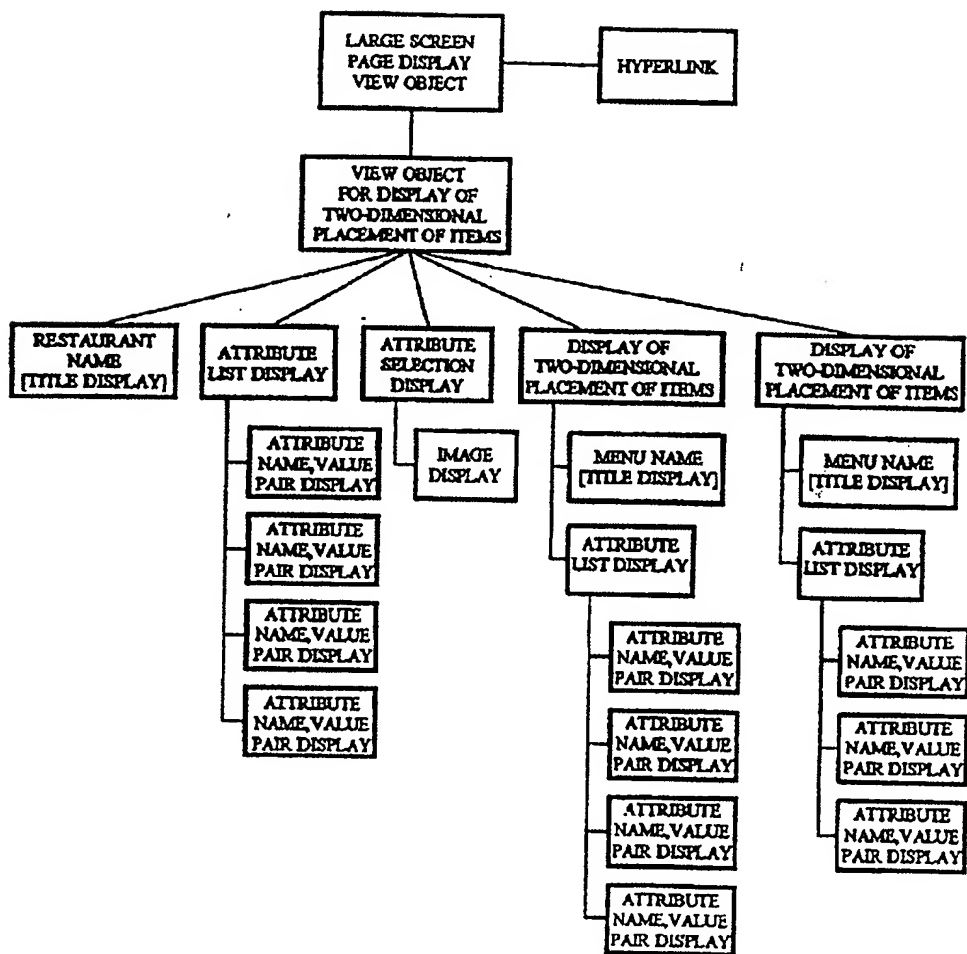 LARGE SCREEN
PAGE DISPLAY
VIEW OBJECT
HYPERLINK
VIEW OBJECT
FOR DISPLAY OF
TWO-DIMENSIONAL
PLACEMENT OF ITEMS
RESTAURANT
NAME
[TITLE DISPLAY]
ATTRIBUTE
LIST DISPLAY
ATTRIBUTE
NAME,VALUE
PAIR DISPLAY
ATTRIBUTE
NAME,VALUE
PAIR DISPLAY
ATTRIBUTE
NAME,VALUE
PAIR DISPLAY
ATTRIBUTE
NAME,VALUE
PAIR DISPLAY
ATTRIBUTE
SELECTION
DISPLAY
IMAGE
DISPLAY
DISPLAY OF
TWO-DIMENSIONAL
PLACEMENT OF ITEMS
MENU NAME
[TITLE DISPLAY]
ATTRIBUTE
LIST DISPLAY
ATTRIBUTE
NAME,VALUE
PAIR DISPLAY
ATTRIBUTE
NAME,VALUE
PAIR DISPLAY
ATTRIBUTE
NAME,VALUE
PAIR DISPLAY
ATTRIBUTE
NAME,VALUE
PAIR DISPLAY
DISPLAY OF
TWO-DIMENSIONAL
PLACEMENT OF ITEMS
MENU NAME
[TITLE DISPLAY]
ATTRIBUTE
LIST DISPLAY
ATTRIBUTE
NAME,VALUE
PAIR DISPLAY
ATTRIBUTE
NAME,VALUE
PAIR DISPLAY
ATTRIBUTE
NAME,VALUE
PAIR DISPLAY